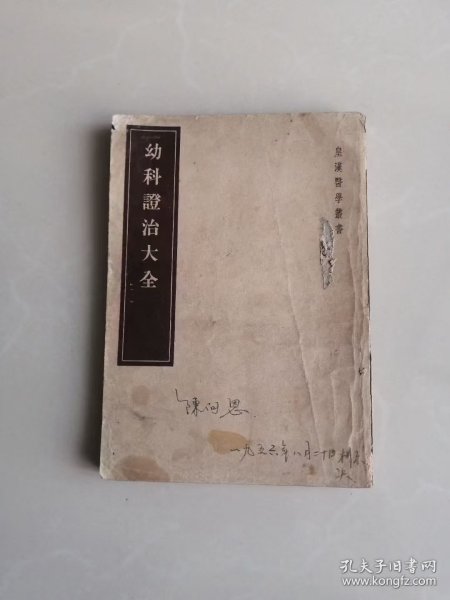 皇漢醫學叢書
幼科證治大全
陳向恩
一九五六年八月二十日
孔夫子旧书网
www.kongfz.com